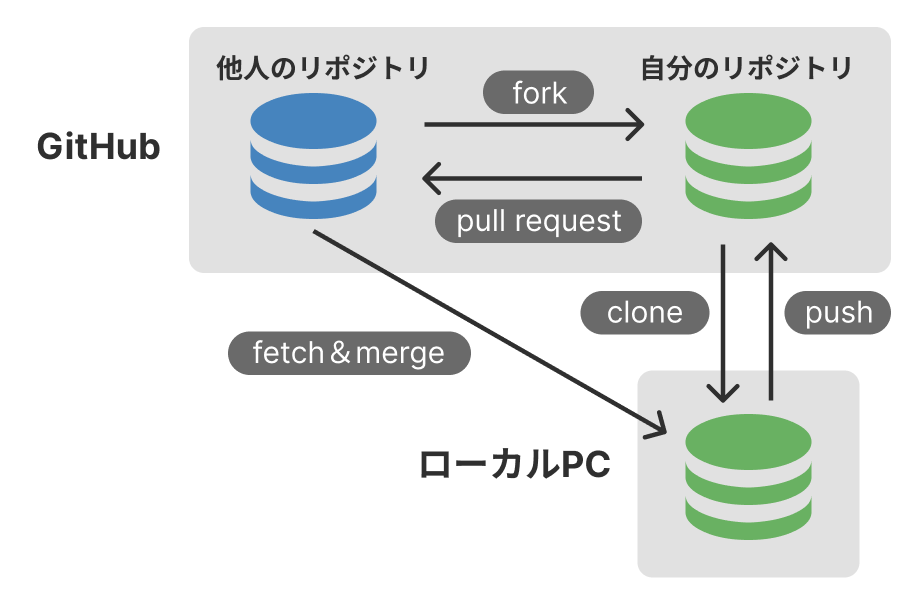 他人のリポジトリ
自分のリポジトリ
fork
GitHub
pull request
clone
push
fetch & merge
ローカルPC